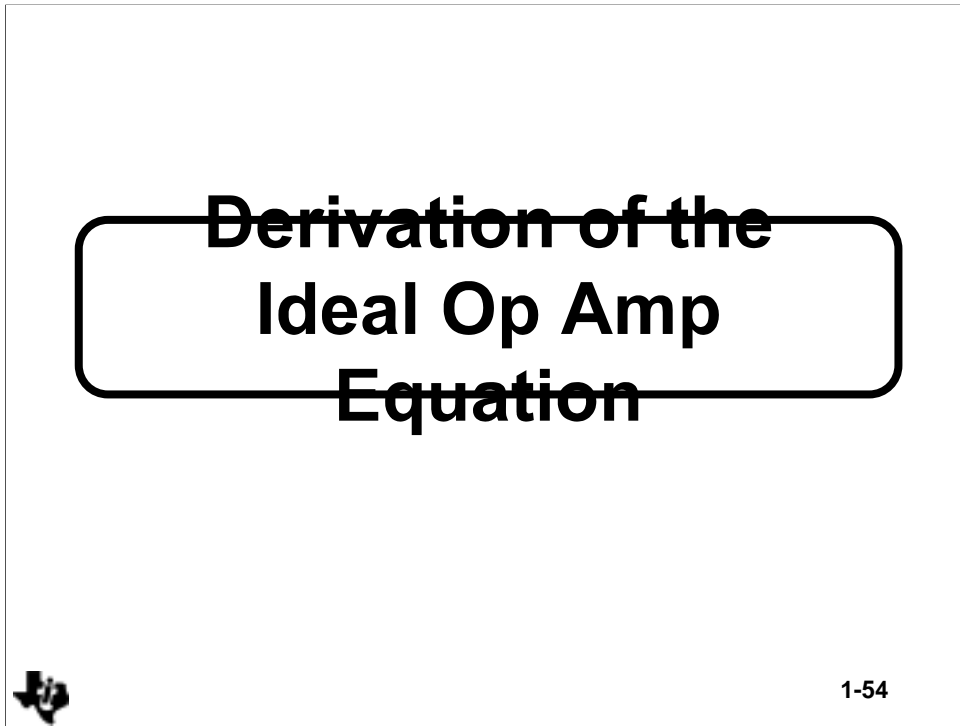 Derivation of the
Ideal Op Amp
Equation
1-54